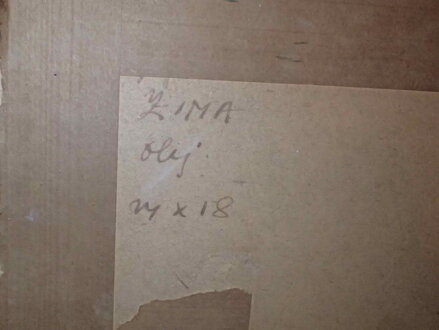 ZIMA
olej
24 x 18